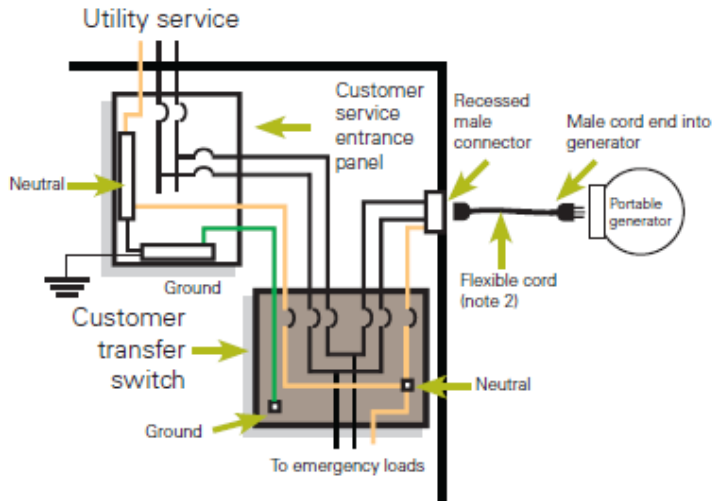 Utility service
Customer
service
entrance
panel
Recessed
male
connector
Male cord end into
generator
Neutral
Portable
generator
Flexible cord
(note 2)
Ground
Customer
transfer
switch
Neutral
Ground
To emergency loads